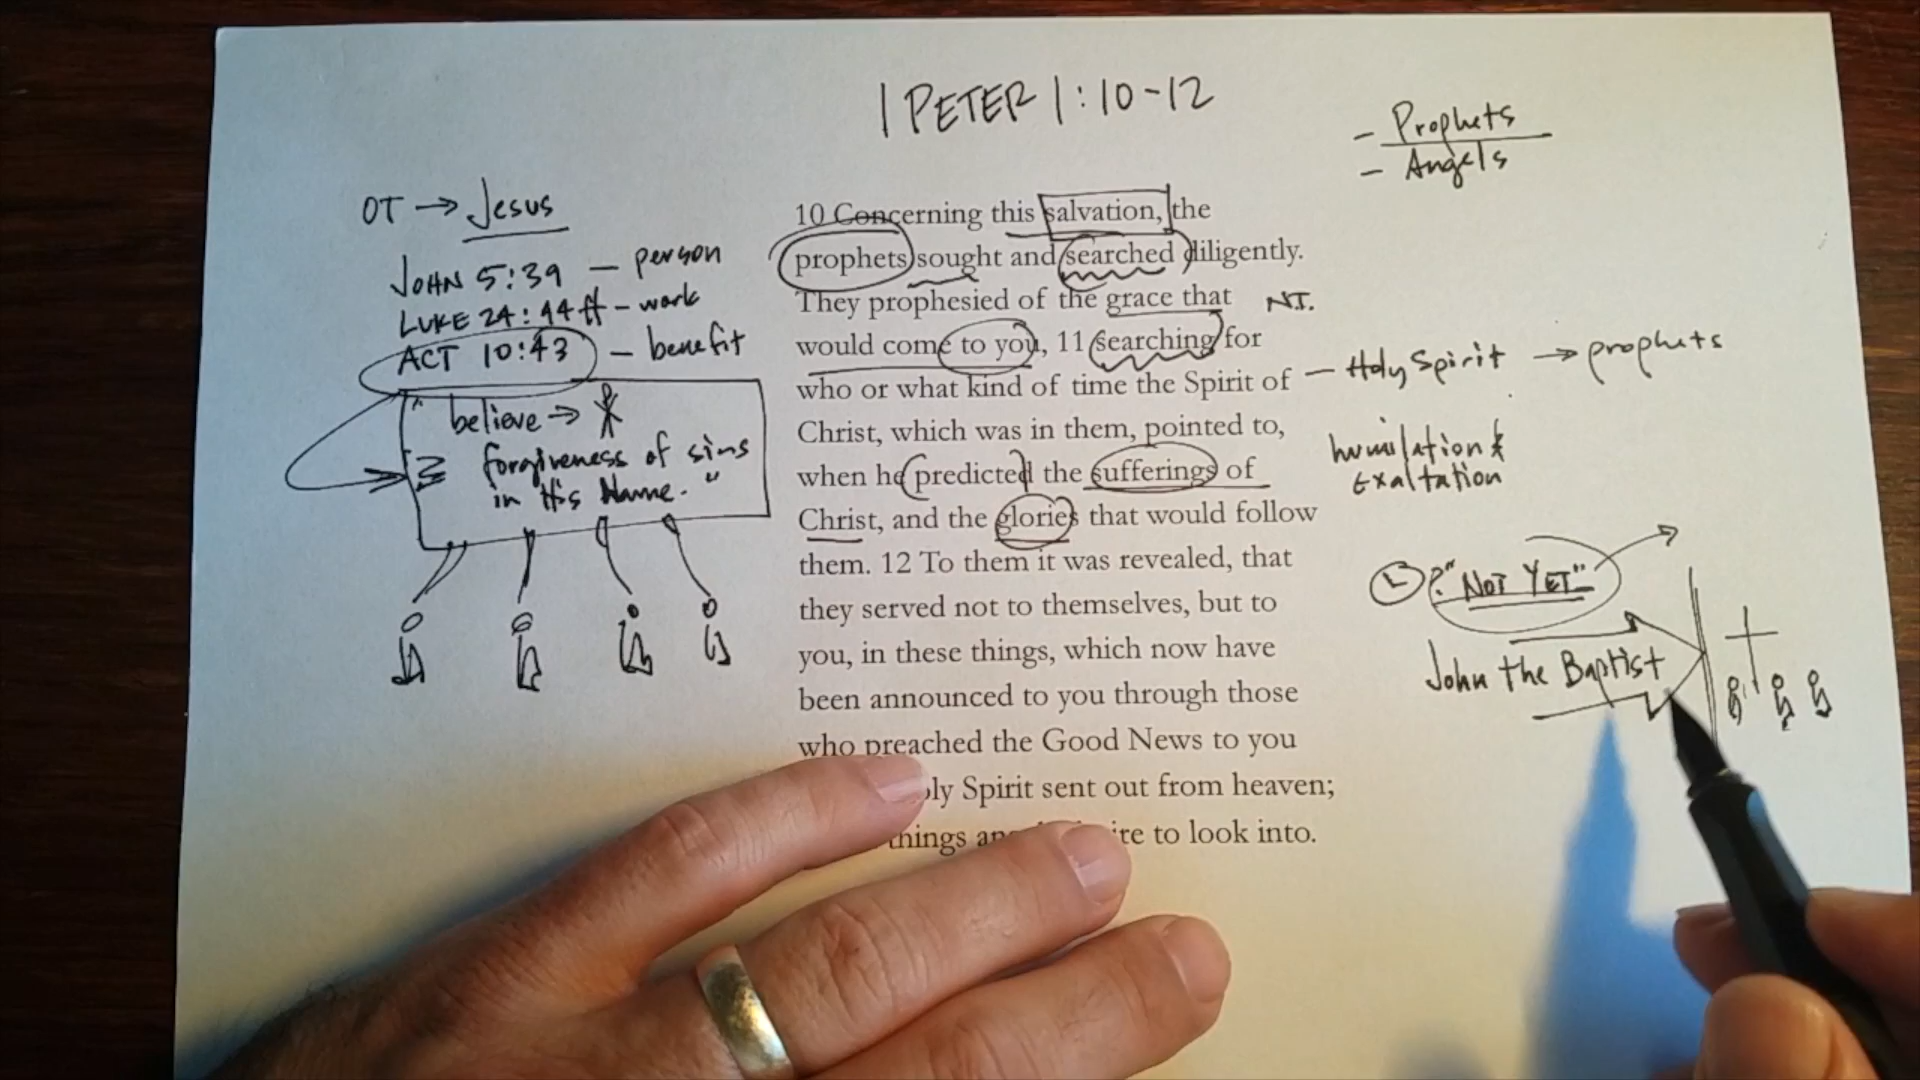 1 PETER 1:10-12
- Prophets
- Angels
OT → Jesus
JOHN 5:39 — person
LUKE 24:44ff - work
ACT 10:43 — benefit
" believe →
forgiveness of sins
in His Name. "
10 Concerning this salvation, the
prophets sought and searched diligently.
They prophesied of the grace that
would come to you, 11 searching for
who or what kind of time the Spirit of
Christ, which was in them, pointed to,
when he predicted the sufferings of
Christ, and the glories that would follow
them. 12 To them it was revealed, that
they served not to themselves, but to
you, in these things, which now have
been announced to you through those
who preached the Good News to you
Spirit sent out from heaven;
things to look into.
N.T.
— Holy Spirit → prophets
humiliation &
Exaltation
"NOT YET"
John the Baptist